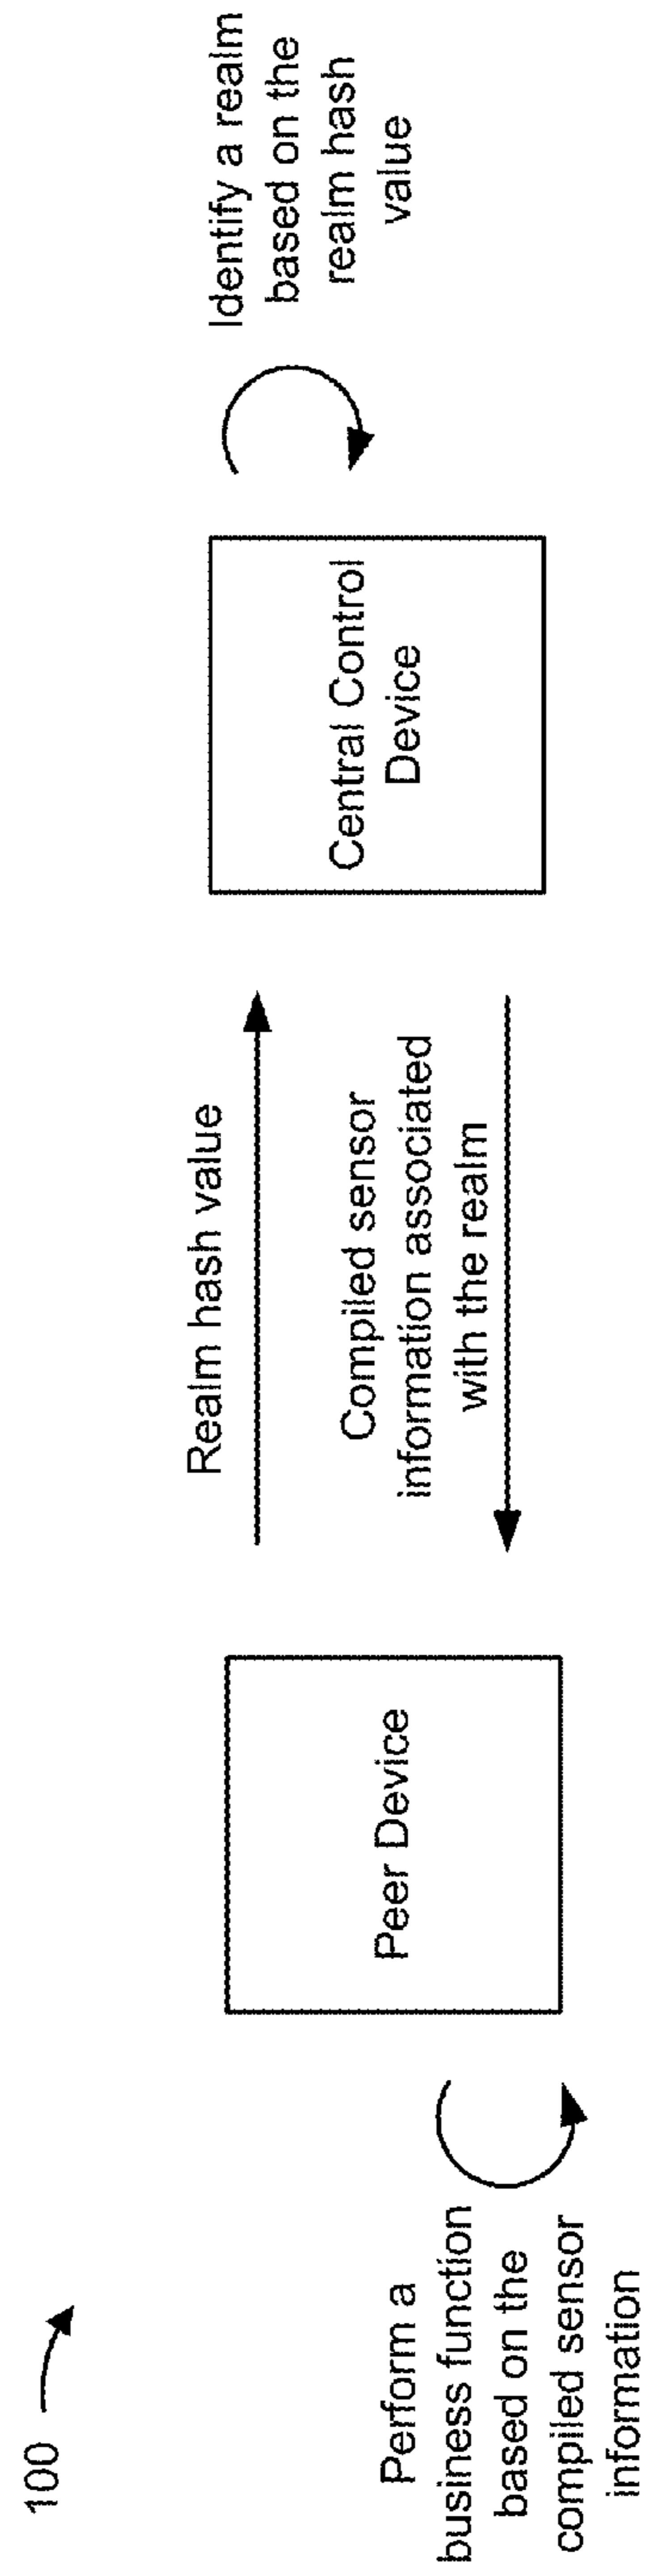 100
Perform a
business function
based on the
compiled sensor
information
Peer Device
Realm hash value
Compiled sensor
information associated
with the realm
Central Control
Device
Identify a realm
based on the
realm hash
value